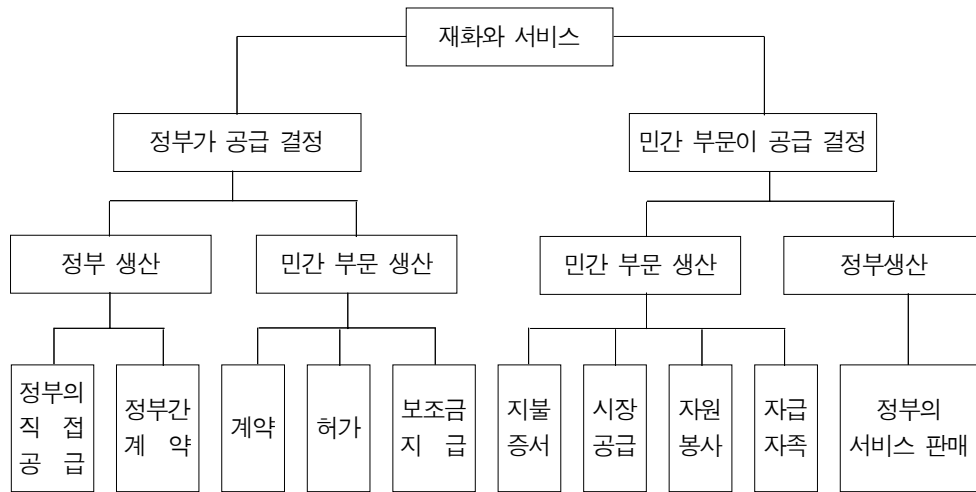 재화와 서비스
정부가 공급 결정
민간 부문이 공급 결정
정부 생산
민간 부문 생산
민간 부문 생산
정부생산
정부의
직 접
공 급
정부간
계 약
계약
허가
보조금
지 급
지불
증서
시장
공급
자원
봉사
자급
자족
정부의
서비스 판매